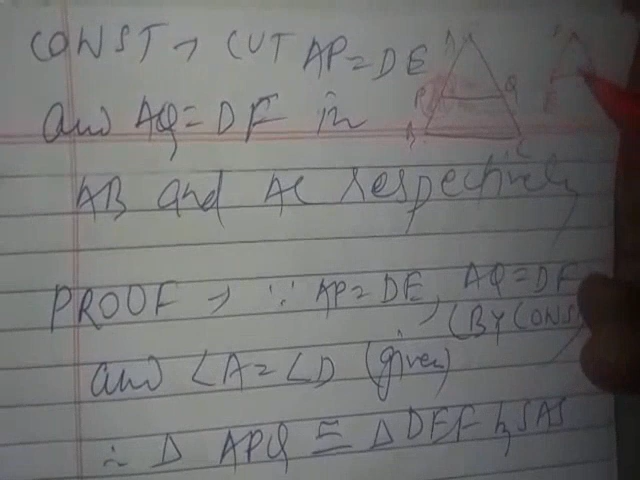 CONST → CUT AP=DE
and AQ=DF in
AB and AC respectively
PROOF → ∵ AP=DE, AQ=DF
(BY CONS
and ∠A=∠D (given)
∴ Δ APQ ≅ Δ DEF by SAS